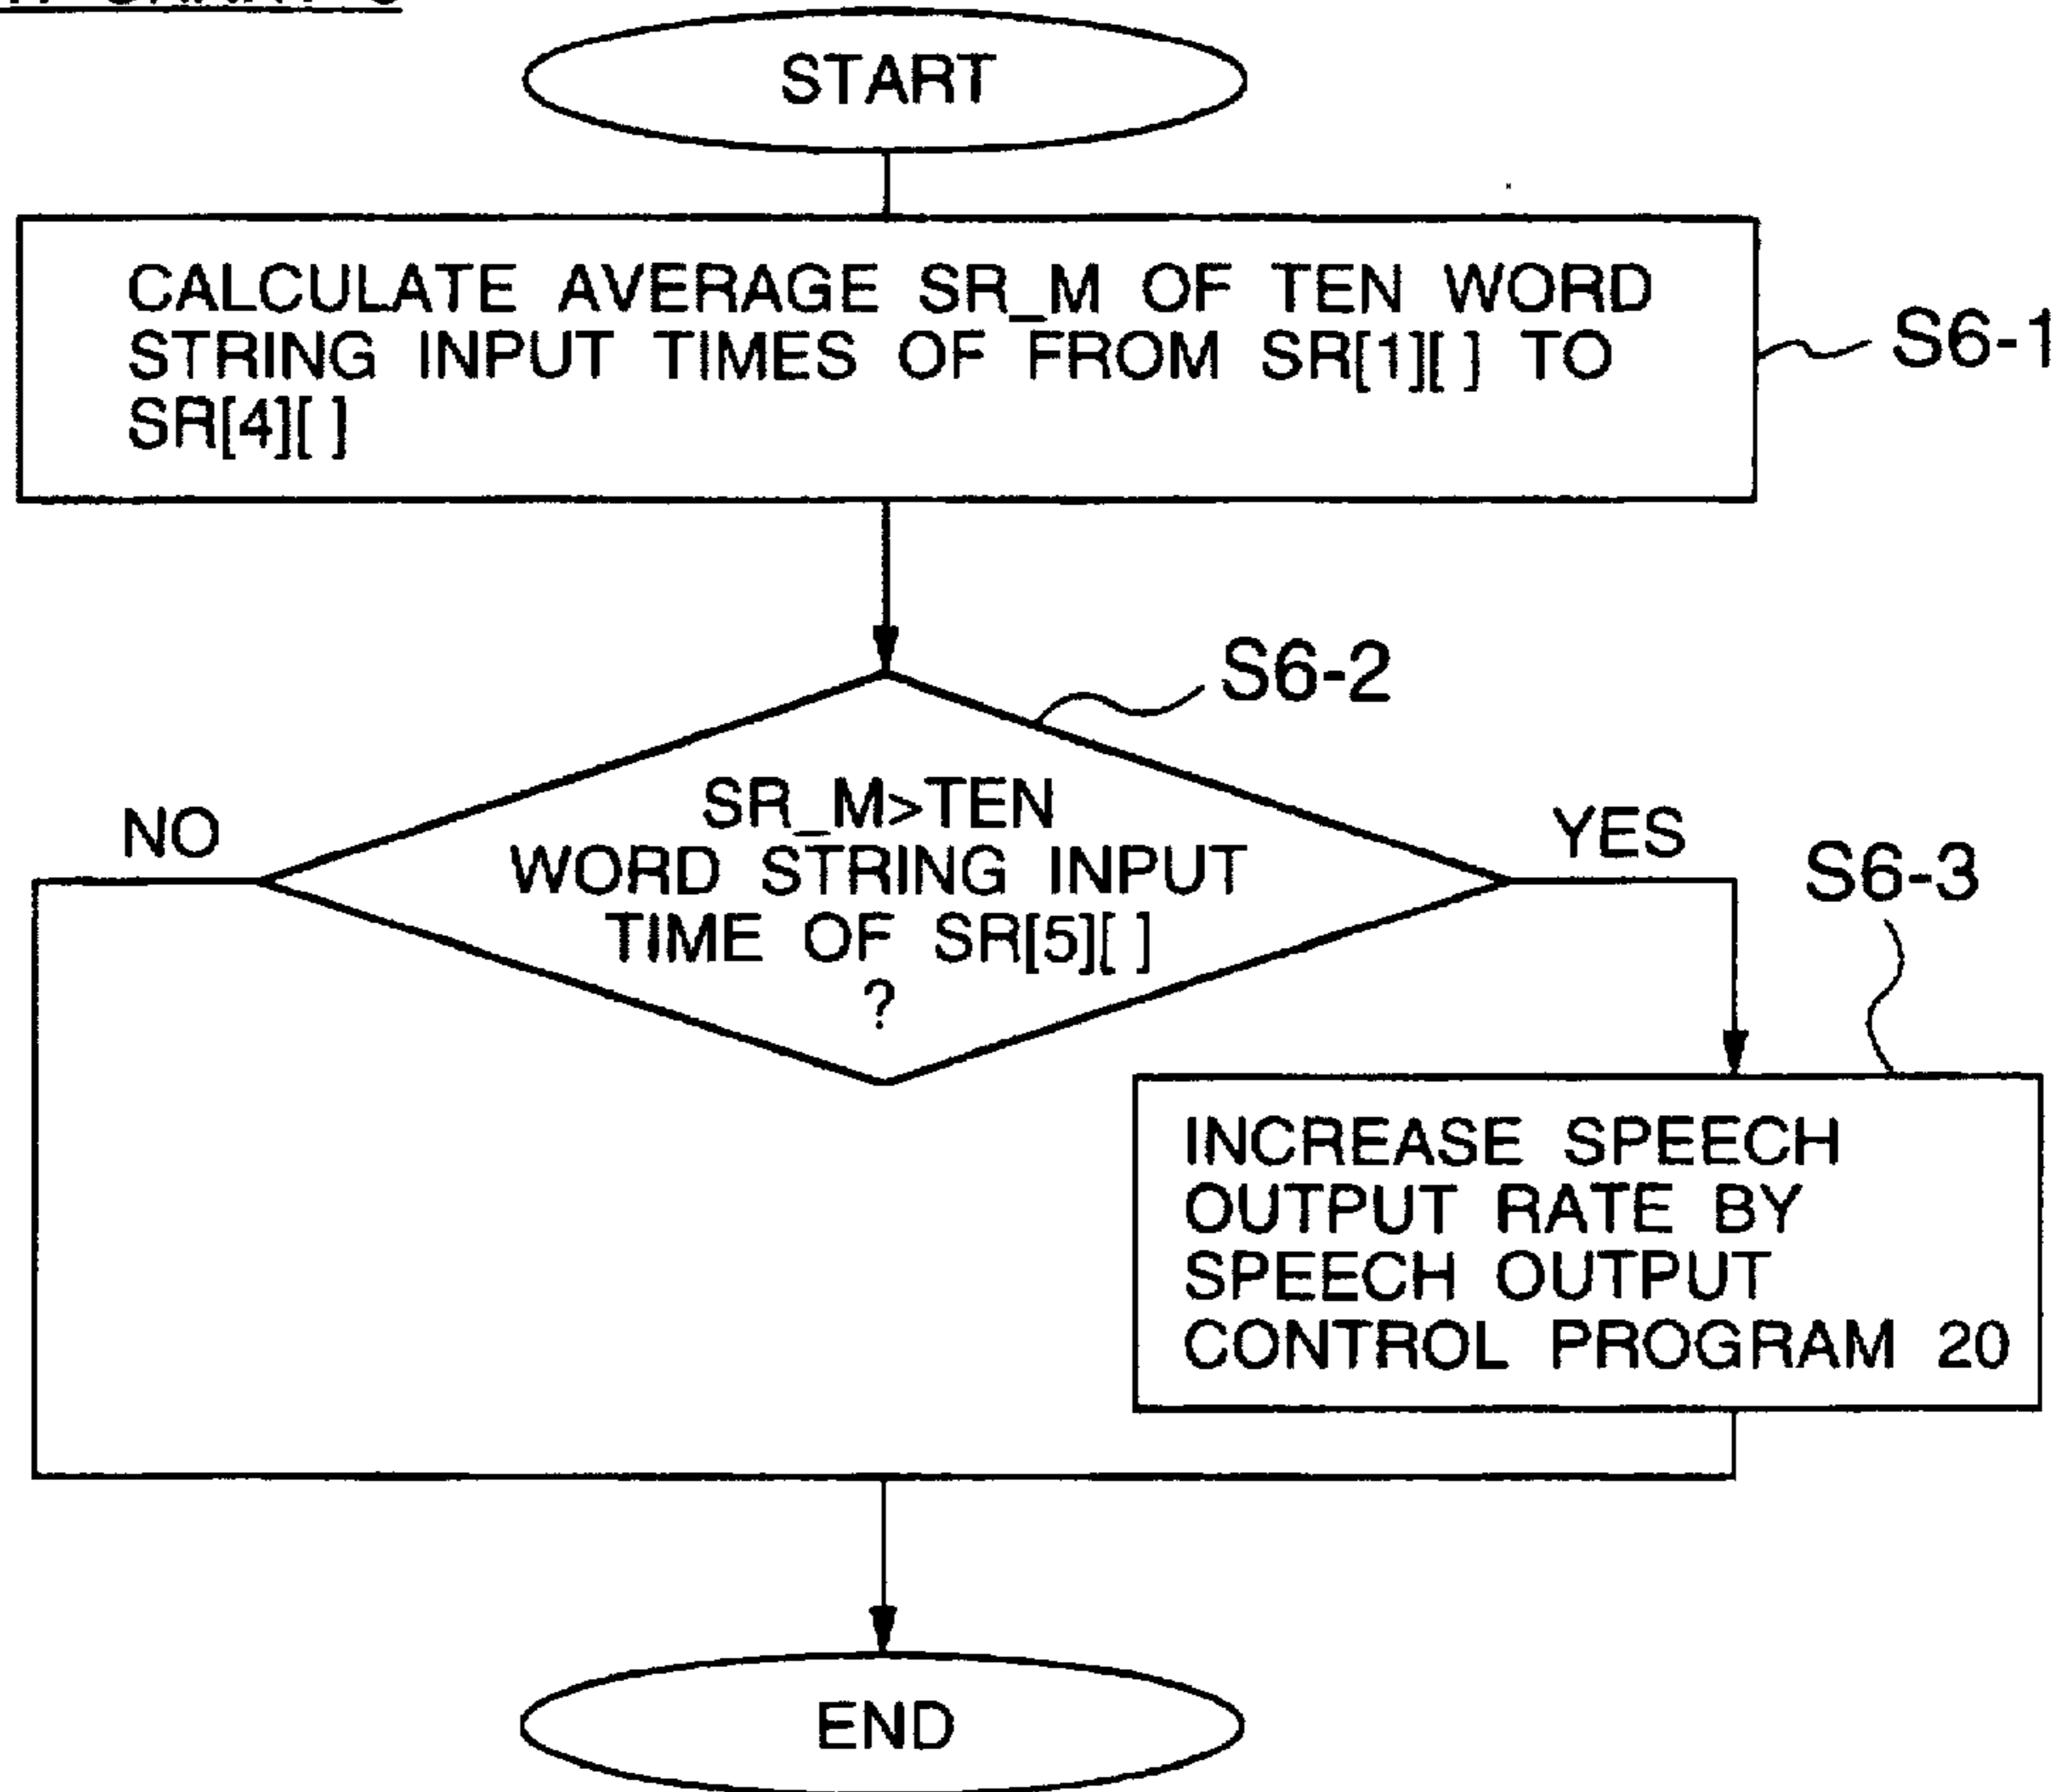 START
CALCULATE AVERAGE SR_M OF TEN WORD
STRING INPUT TIMES OF FROM SR[1][ ] TO
SR[4][ ]
S6-1
S6-2
SR_M>TEN
WORD STRING INPUT
TIME OF SR[5][ ]
?
NO
YES
S6-3
INCREASE SPEECH
OUTPUT RATE BY
SPEECH OUTPUT
CONTROL PROGRAM 20
END